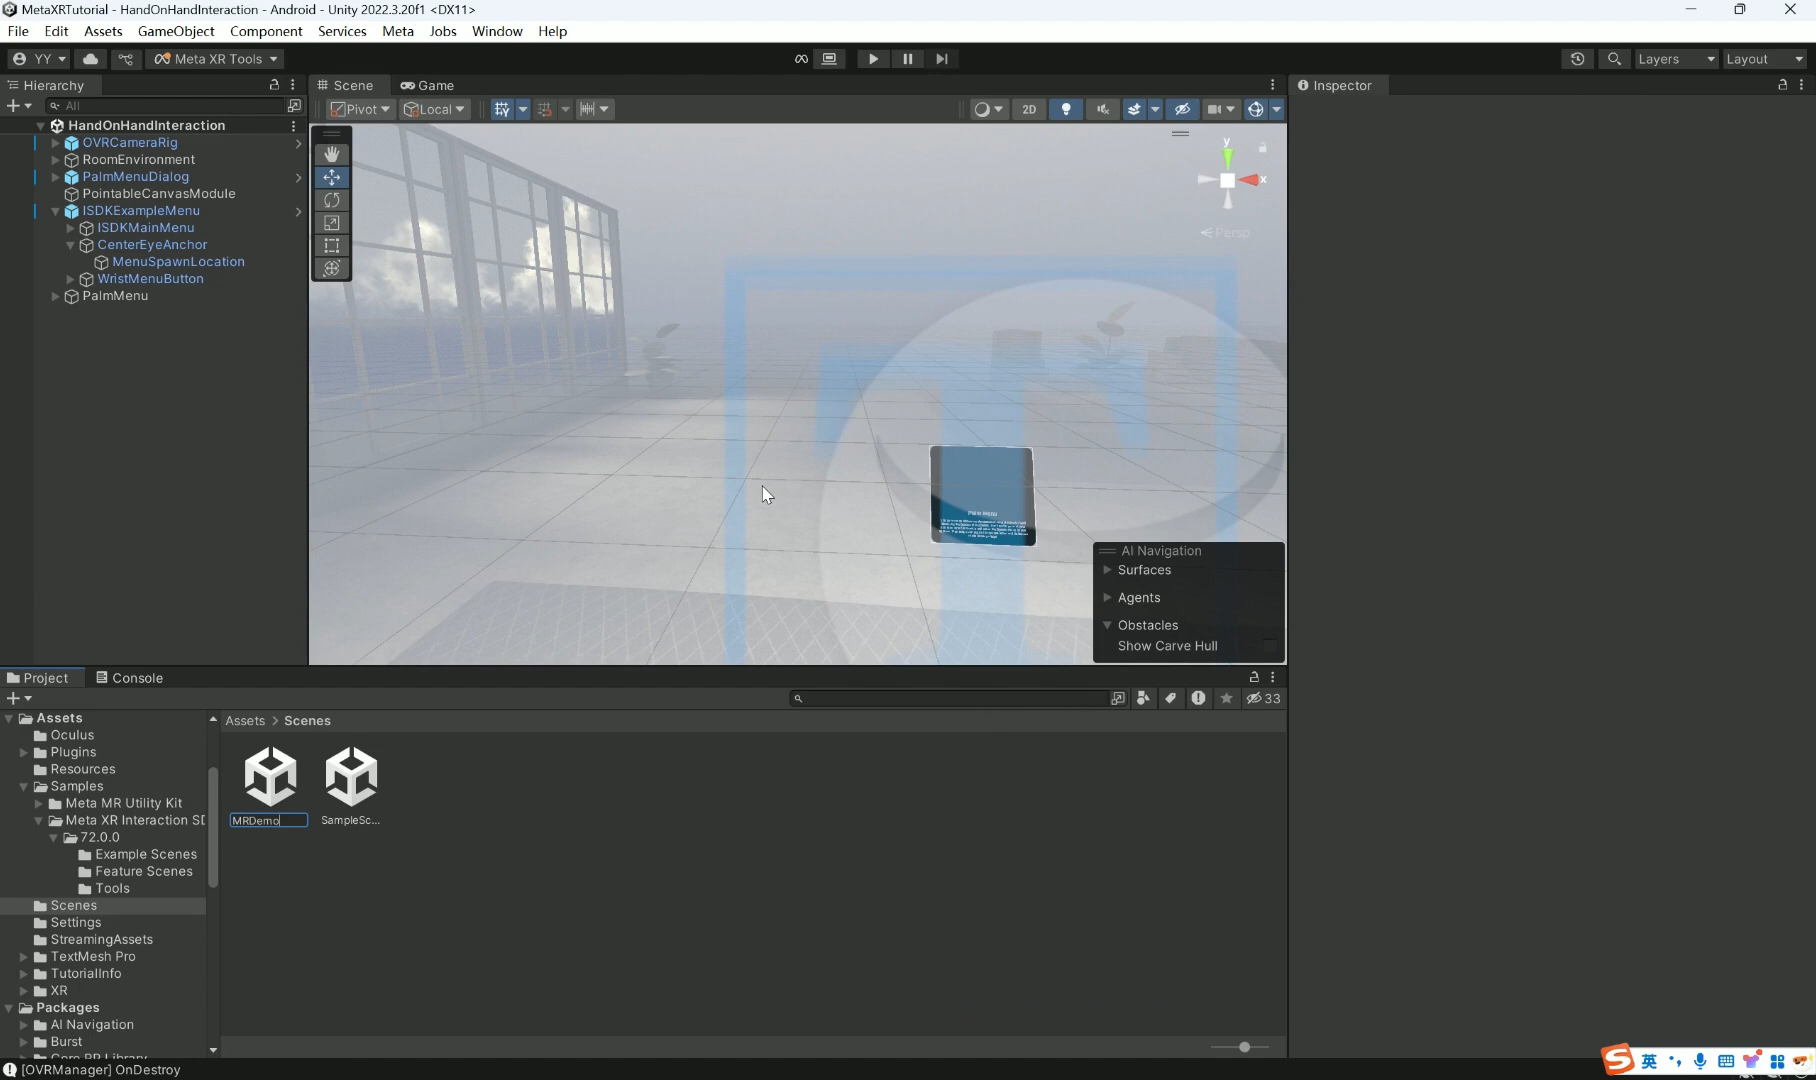 MetaXRTutorial - HandOnHandInteraction - Android - Unity 2022.3.20f1 <DX11>
File Edit Assets GameObject Component Services Meta Jobs Window Help
YY Meta XR Tools Layers Layout
Hierarchy Scene Game Inspector
All Pivot Local 2D
HandOnHandInteraction
OVRCameraRig
RoomEnvironment
PalmMenuDialog
PointableCanvasModule
ISDKExampleMenu
ISDKMainMenu
CenterEyeAnchor
MenuSpawnLocation
WristMenuButton
PalmMenu
y
x
Persp
AI Navigation
Surfaces
Agents
Obstacles
Show Carve Hull
Project Console
33
Assets > Scenes
Assets
Oculus
Plugins
Resources
Samples
Meta MR Utility Kit
Meta XR Interaction SD
72.0.0
Example Scenes
Feature Scenes
Tools
Scenes
Settings
StreamingAssets
TextMesh Pro
TutorialInfo
XR
Packages
AI Navigation
Burst
Core RP Library
MRDemo SampleSc...
[OVRManager] OnDestroy
英